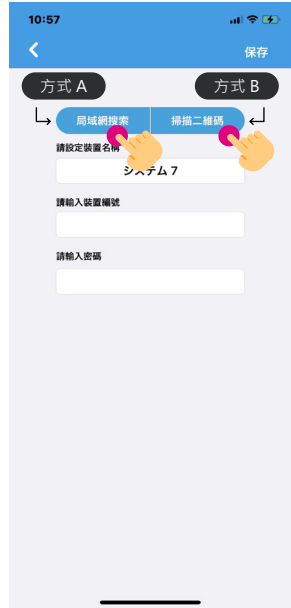 10:57
保存
方式 A
方式 B
局域網搜索
掃描二維碼
請設定裝置名稱
システム 7
請輸入裝置編號
請輸入密碼